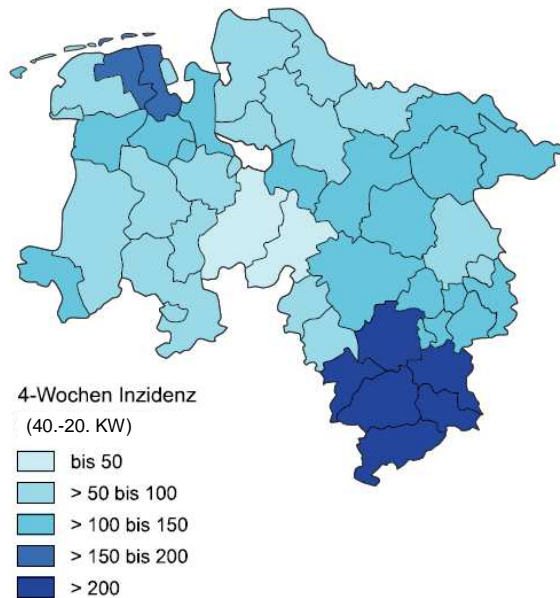 4-Wochen Inzidenz
(40.-20. KW)
bis 50
> 50 bis 100
> 100 bis 150
> 150 bis 200
> 200